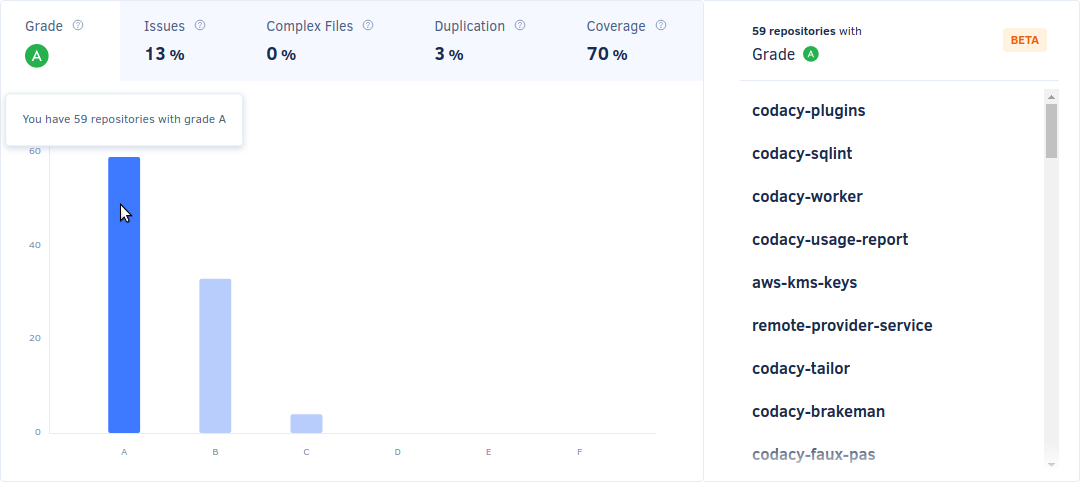 Grade
A
Issues
13 %
Complex Files
0 %
Duplication
3 %
Coverage
70 %
You have 59 repositories with grade A
60
40
20
0
A B C D E F
59 repositories with
Grade A
BETA
codacy-plugins
codacy-sqlint
codacy-worker
codacy-usage-report
aws-kms-keys
remote-provider-service
codacy-tailor
codacy-brakeman
codacy-faux-pas